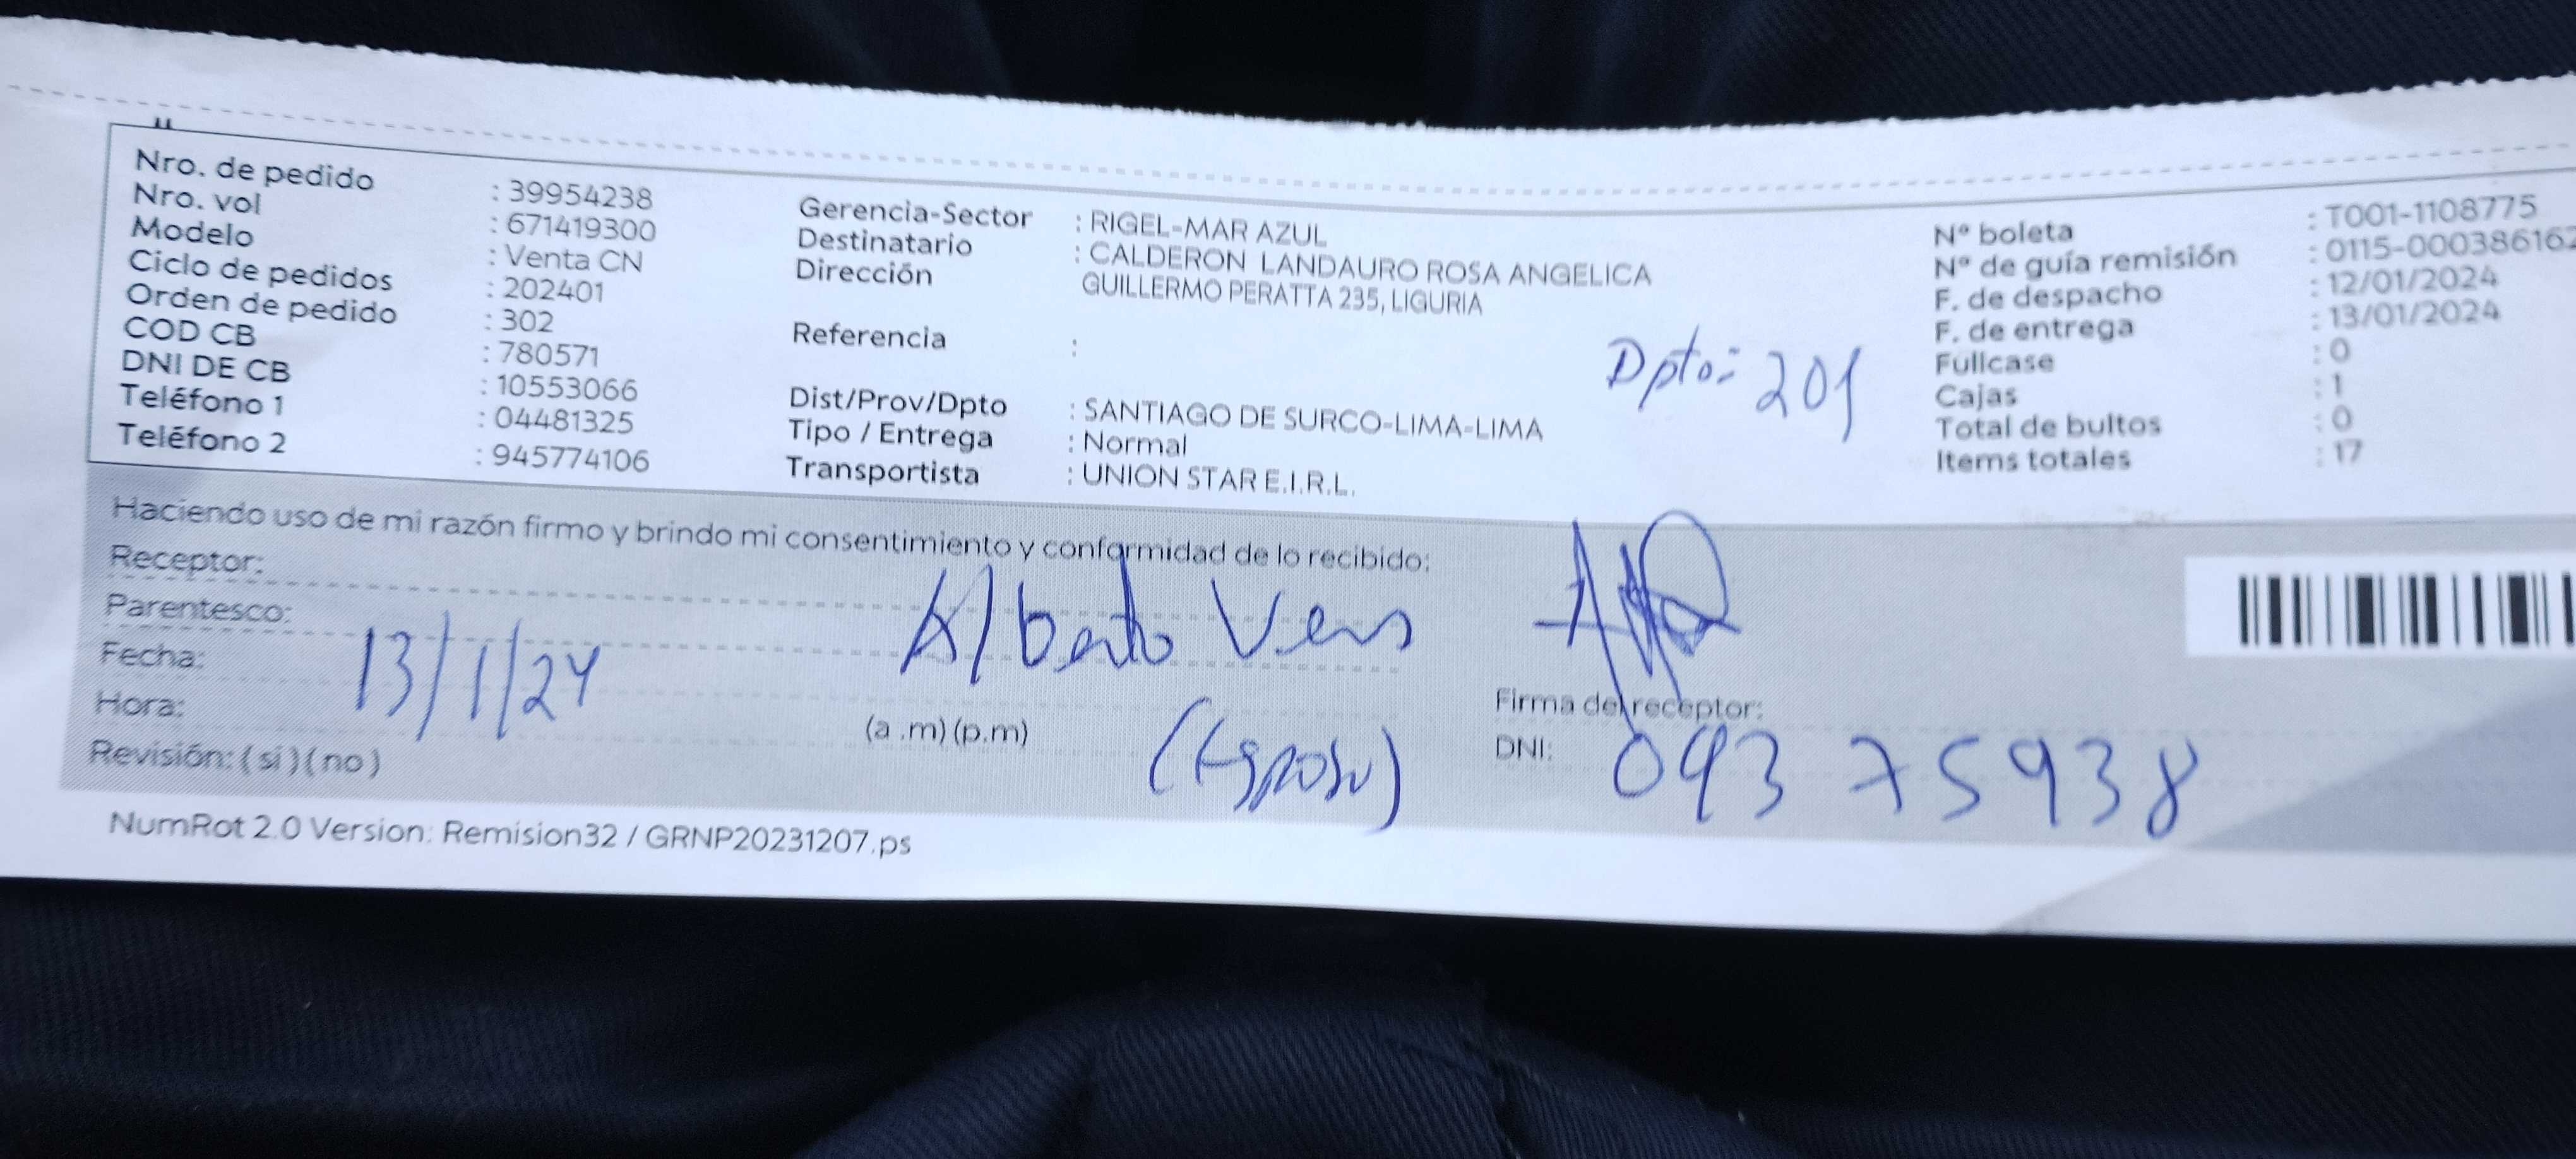 Nro. de pedido : 39954238
Nro. vol : 671419300
Modelo : Venta CN
Ciclo de pedidos : 202401
Orden de pedido : 302
COD CB : 780571
DNI DE CB : 10553066
Teléfono 1 : 04481325
Teléfono 2 : 945774106
Gerencia-Sector : RIGEL-MAR AZUL
Destinatario : CALDERON LANDAURO ROSA ANGELICA
Dirección GUILLERMO PERATTA 235, LIGURIA
Referencia :
Dpto: 201
Dist/Prov/Dpto : SANTIAGO DE SURCO-LIMA-LIMA
Tipo / Entrega : Normal
Transportista : UNION STAR E.I.R.L.
Nº boleta : T001-1108775
Nº de guía remisión : 0115-000386162
F. de despacho : 12/01/2024
F. de entrega : 13/01/2024
Fullcase : 0
Cajas : 1
Total de bultos : 0
Items totales : 17
Haciendo uso de mi razón firmo y brindo mi consentimiento y conformidad de lo recibido:
Receptor:
Alberto
Parentesco:
Fecha: 13/1/24
Hora: (a .m) (p.m)
(Esposo)
Revisión: ( si ) ( no )
Firma del receptor:
DNI: 09375938
NumRot 2.0 Version: Remision32 / GRNP20231207.ps